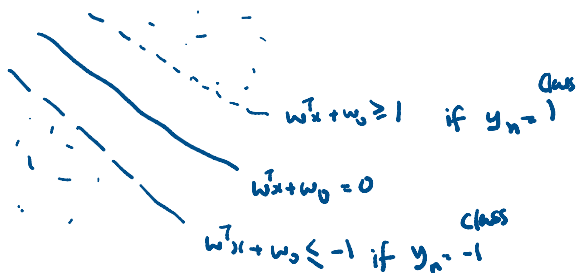 class
wᵀx + w₀ ≥ 1 if yₙ = 1
wᵀx + w₀ = 0
class
wᵀx + w₀ ≤ -1 if yₙ = -1